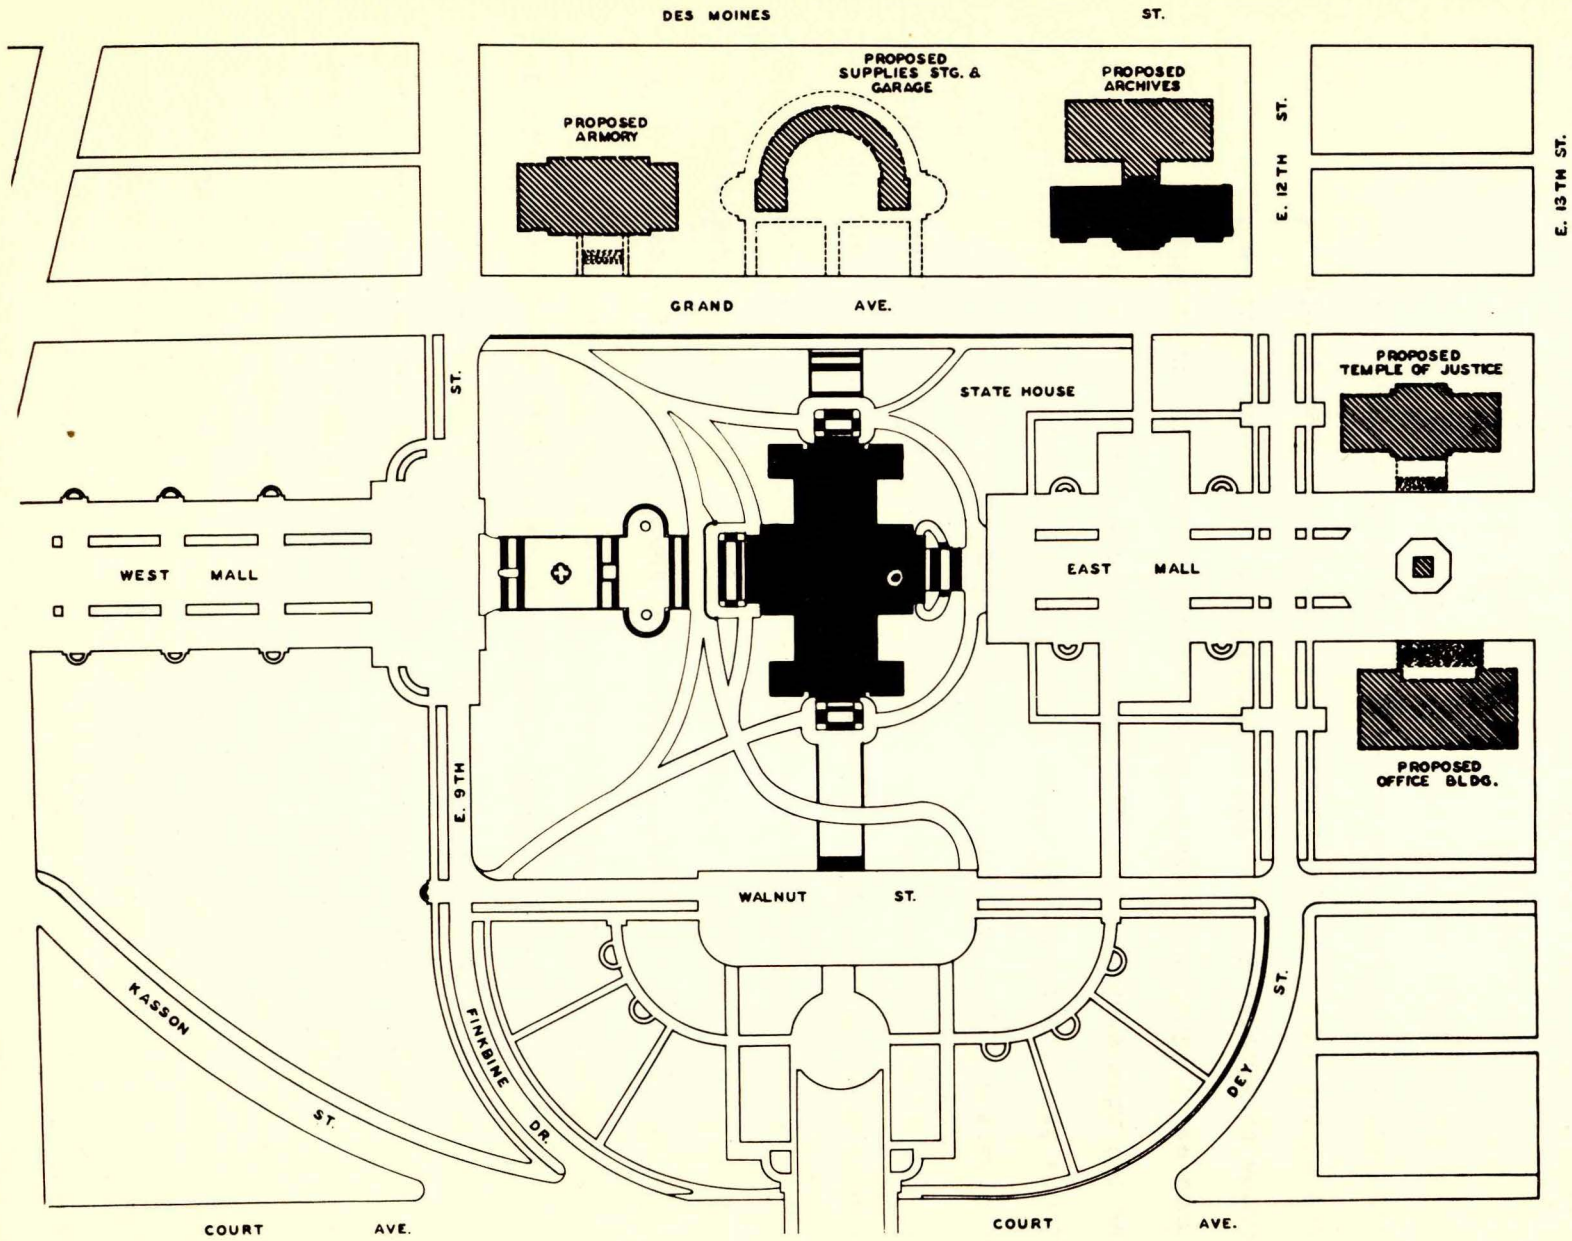 DES MOINES ST.
PROPOSED
SUPPLIES STG. &
GARAGE
PROPOSED
ARCHIVES
PROPOSED
ARMORY
E. 12TH ST.
E. 13TH ST.
GRAND AVE.
ST.
STATE HOUSE
PROPOSED
TEMPLE OF JUSTICE
WEST MALL
EAST MALL
E. 9TH
PROPOSED
OFFICE BLDG.
WALNUT ST.
KASSON ST.
FINKBINE DR.
DEY ST.
COURT AVE.
COURT AVE.